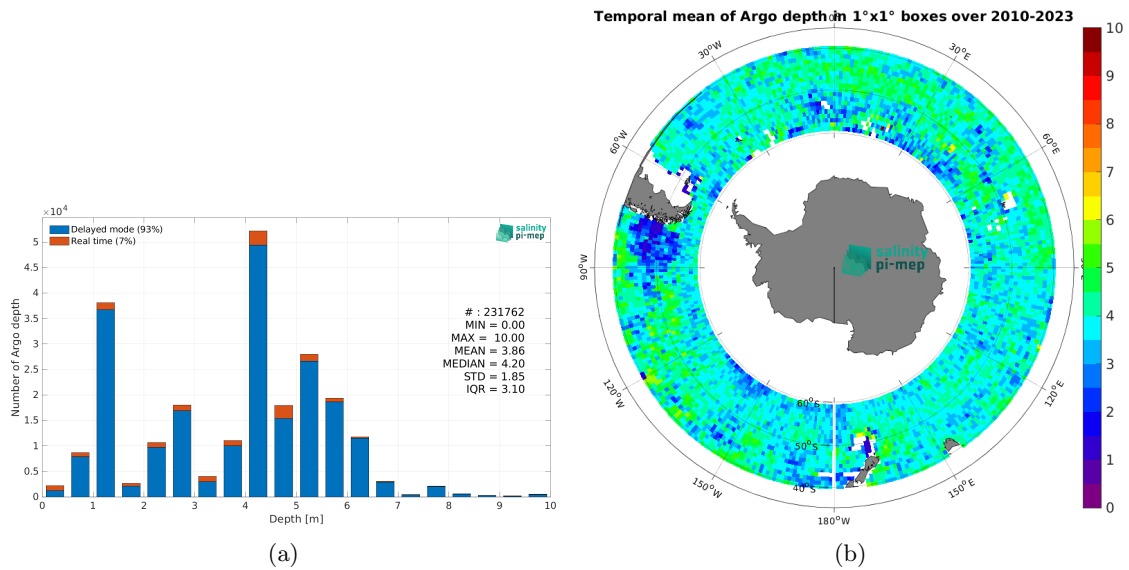 Temporal mean of Argo depth in 1°x1° boxes over 2010-2023
×10⁴
Delayed mode (93%)
Real time (7%)
salinity
pi-mep
# : 231762
MIN = 0.00
MAX = 10.00
MEAN = 3.86
MEDIAN = 4.20
STD = 1.85
IQR = 3.10
Number of Argo depth
5
4.5
4
3.5
3
2.5
2
1.5
1
0.5
0
0 1 2 3 4 5 6 7 8 9 10
Depth [m]
(a)
30°W
30°E
60°W
60°E
90°W
120°W
120°E
150°W
150°E
180°W
60°S
50°S
40°S
salinity
pi-mep
10
9
8
7
6
5
4
3
2
1
0
(b)